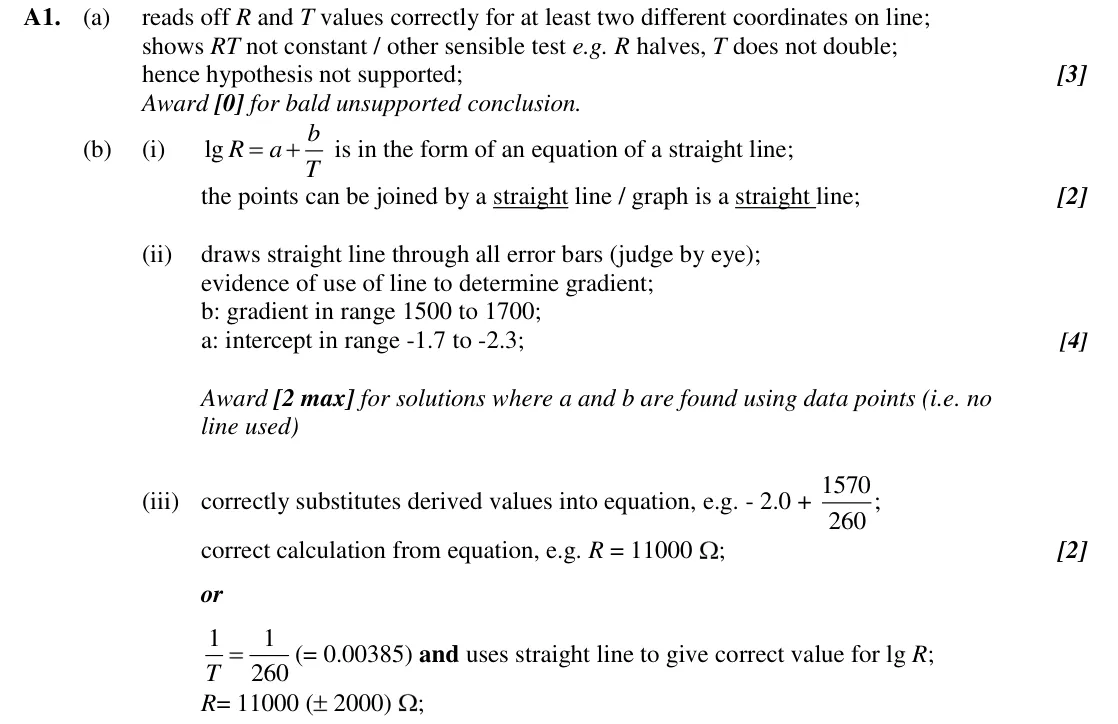 A1. (a) reads off R and T values correctly for at least two different coordinates on line;
shows RT not constant / other sensible test e.g. R halves, T does not double;
hence hypothesis not supported; [3]
Award [0] for bald unsupported conclusion.
(b) (i) lg R = a + b/T is in the form of an equation of a straight line;
the points can be joined by a straight line / graph is a straight line; [2]
(ii) draws straight line through all error bars (judge by eye);
evidence of use of line to determine gradient;
b: gradient in range 1500 to 1700;
a: intercept in range -1.7 to -2.3; [4]
Award [2 max] for solutions where a and b are found using data points (i.e. no
line used)
(iii) correctly substitutes derived values into equation, e.g. - 2.0 + 1570/260;
correct calculation from equation, e.g. R = 11000 Ω; [2]
or
1/T = 1/260 (= 0.00385) and uses straight line to give correct value for lg R;
R= 11000 (± 2000) Ω;